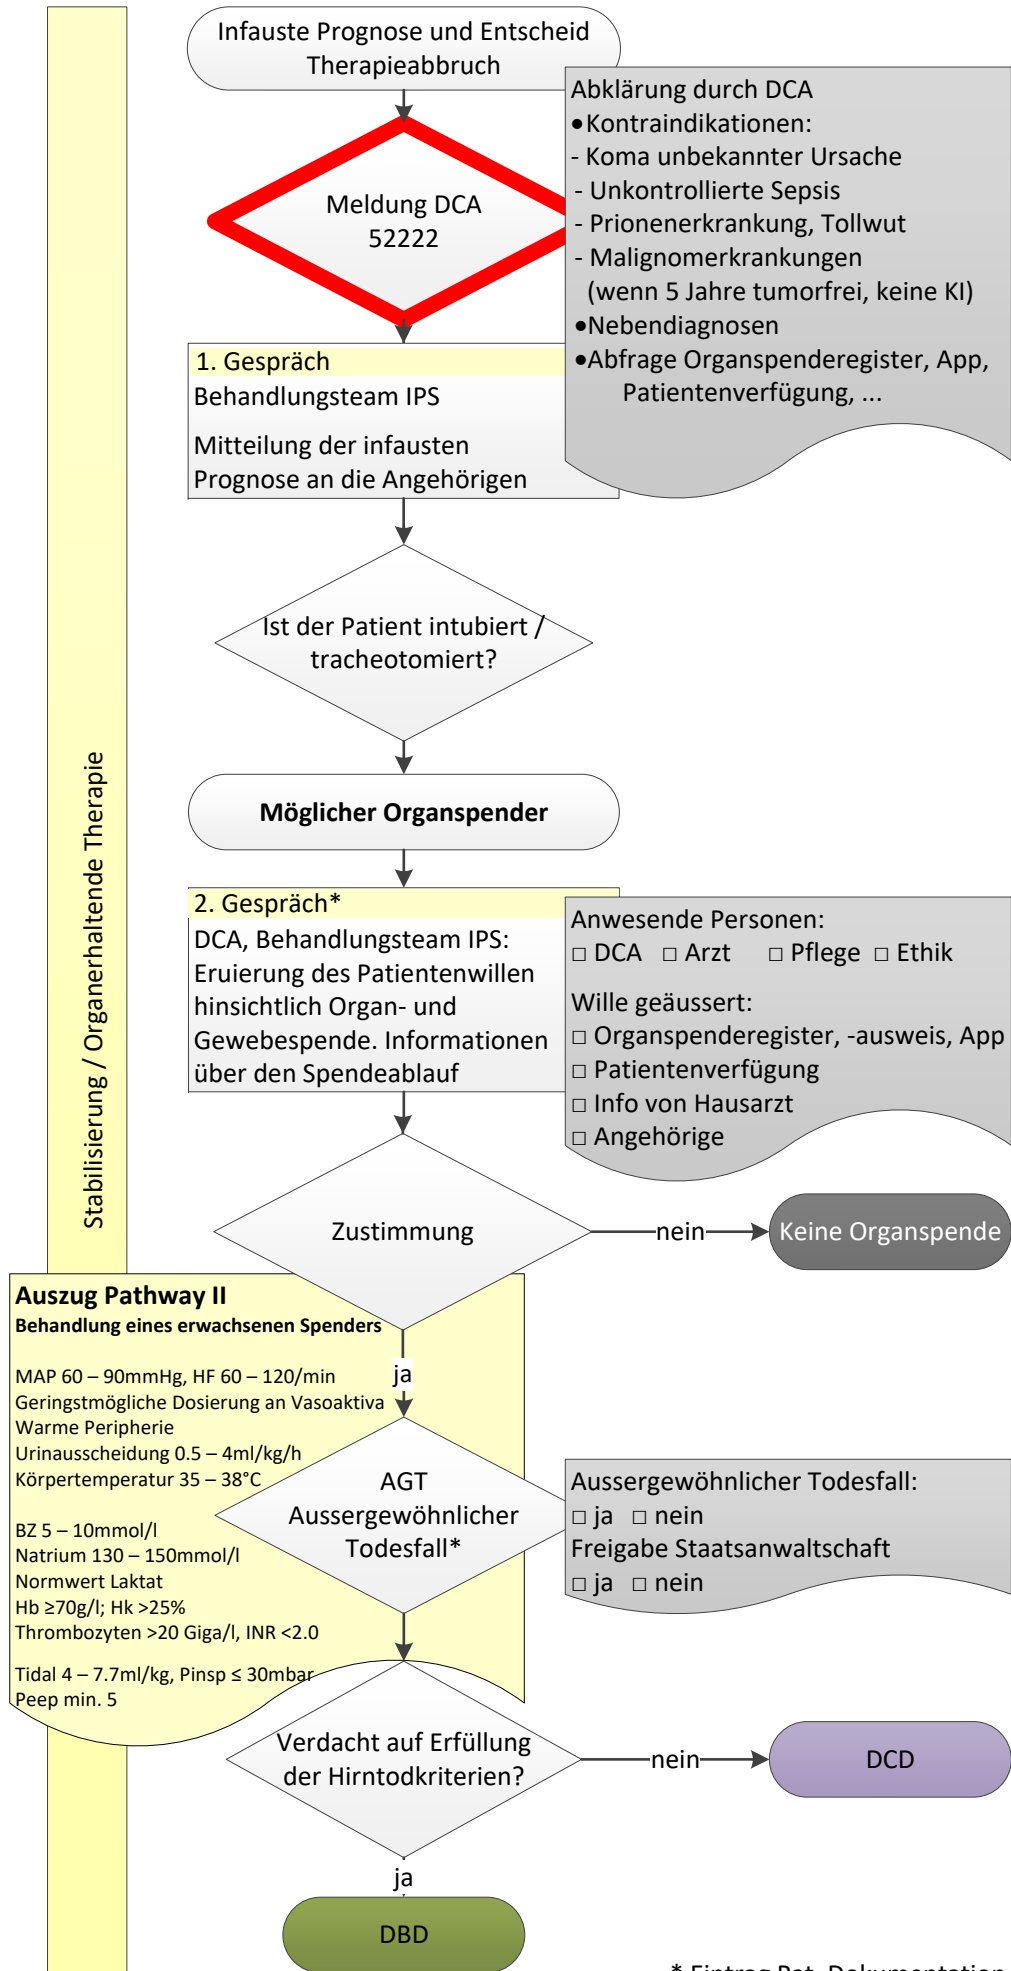 Infauste Prognose und Entscheid
Therapieabbruch
Meldung DCA
52222
Abklärung durch DCA
•Kontraindikationen:
- Koma unbekannter Ursache
- Unkontrollierte Sepsis
- Prionenerkrankung, Tollwut
- Malignomerkrankungen
(wenn 5 Jahre tumorfrei, keine KI)
•Nebendiagnosen
•Abfrage Organspenderegister, App,
Patientenverfügung, ...
1. Gespräch
Behandlungsteam IPS
Mitteilung der infausten
Prognose an die Angehörigen
Ist der Patient intubiert /
tracheotomiert?
Möglicher Organspender
2. Gespräch*
DCA, Behandlungsteam IPS:
Eruierung des Patientenwillen
hinsichtlich Organ- und
Gewebespende. Informationen
über den Spendeablauf
Anwesende Personen:
□ DCA □ Arzt □ Pflege □ Ethik
Wille geäussert:
□ Organspenderegister, -ausweis, App
□ Patientenverfügung
□ Info von Hausarzt
□ Angehörige
Stabilisierung / Organerhaltende Therapie
Zustimmung
nein
Keine Organspende
ja
Auszug Pathway II
Behandlung eines erwachsenen Spenders
MAP 60 – 90mmHg, HF 60 – 120/min
Geringstmögliche Dosierung an Vasoaktiva
Warme Peripherie
Urinausscheidung 0.5 – 4ml/kg/h
Körpertemperatur 35 – 38°C
BZ 5 – 10mmol/l
Natrium 130 – 150mmol/l
Normwert Laktat
Hb ≥70g/l; Hk >25%
Thrombozyten >20 Giga/l, INR <2.0
Tidal 4 – 7.7ml/kg, Pinsp ≤ 30mbar
Peep min. 5
AGT
Aussergewöhnlicher
Todesfall*
Aussergewöhnlicher Todesfall:
□ ja □ nein
Freigabe Staatsanwaltschaft
□ ja □ nein
Verdacht auf Erfüllung
der Hirntodkriterien?
nein
DCD
ja
DBD
* Eintrag Pat. Dokumentation